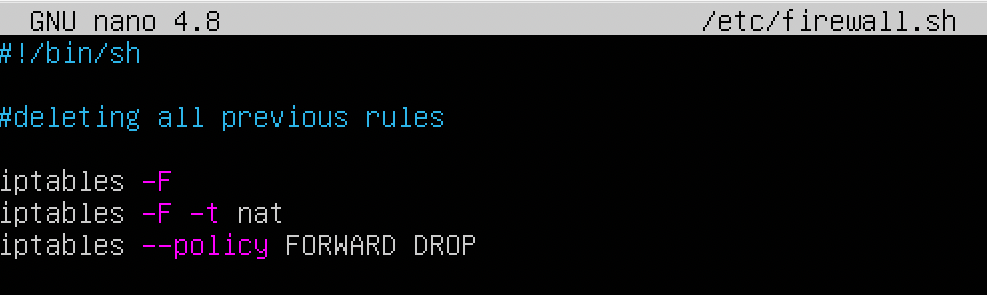 GNU nano 4.8 /etc/firewall.sh
#!/bin/sh
#deleting all previous rules
iptables -F
iptables -F -t nat
iptables --policy FORWARD DROP